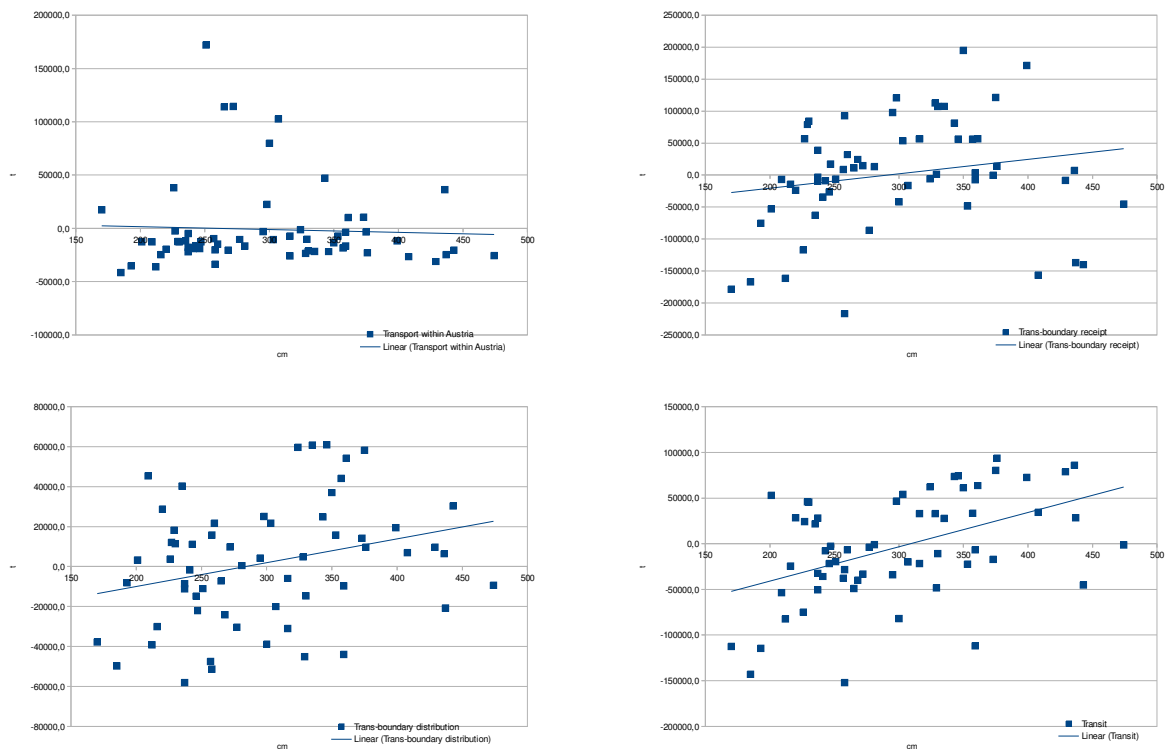 200000,0
150000,0
100000,0
50000,0
0,0
-50000,0
-100000,0
t
150 200 250 300 350 400 450 500
Transport within Austria
Linear (Transport within Austria)
cm
250000,0
200000,0
150000,0
100000,0
50000,0
0,0
-50000,0
-100000,0
-150000,0
-200000,0
-250000,0
t
150 200 250 300 350 400 450 500
Trans-boundary receipt
Linear (Trans-boundary receipt)
cm
80000,0
60000,0
40000,0
20000,0
0,0
-20000,0
-40000,0
-60000,0
-80000,0
t
150 200 250 300 350 400 450 500
Trans-boundary distribution
Linear (Trans-boundary distribution)
cm
150000,0
100000,0
50000,0
0,0
-50000,0
-100000,0
-150000,0
-200000,0
t
150 200 250 300 350 400 450 500
Transit
Linear (Transit)
cm